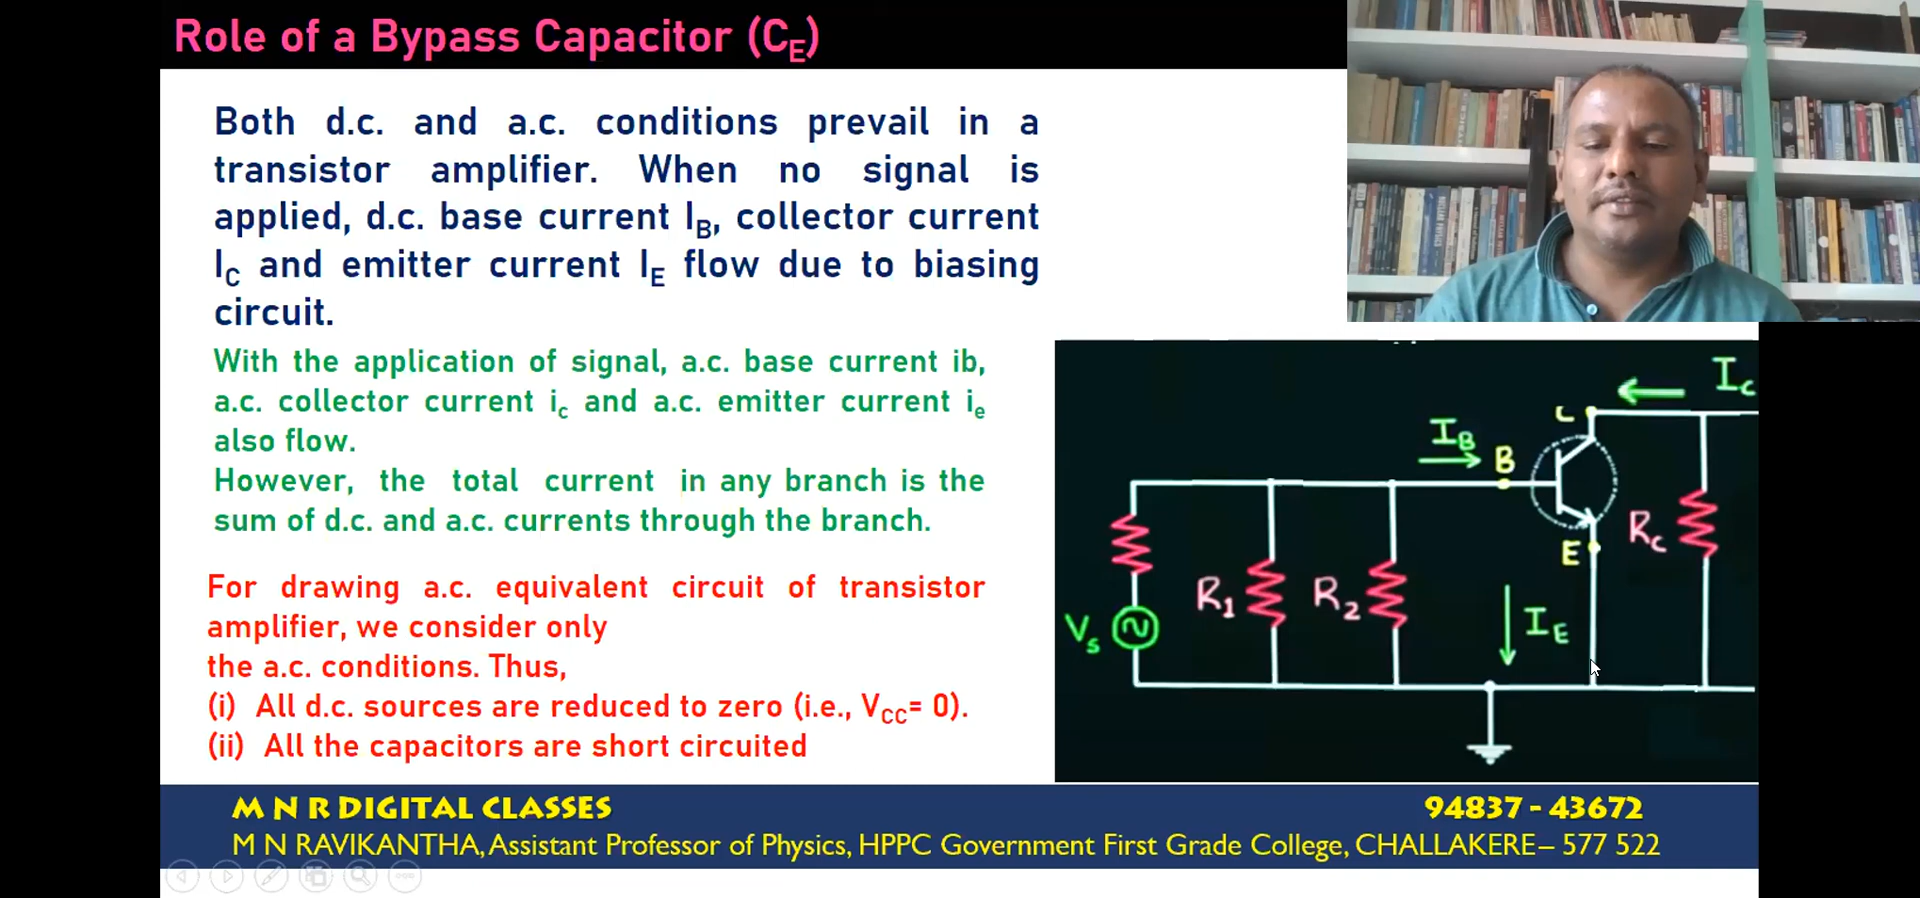 Role of a Bypass Capacitor (CE)
Both d.c. and a.c. conditions prevail in a
transistor amplifier. When no signal is
applied, d.c. base current IB, collector current
IC and emitter current IE flow due to biasing
circuit.
With the application of signal, a.c. base current ib,
a.c. collector current ic and a.c. emitter current ie
also flow.
However, the total current in any branch is the
sum of d.c. and a.c. currents through the branch.
For drawing a.c. equivalent circuit of transistor
amplifier, we consider only
the a.c. conditions. Thus,
(i) All d.c. sources are reduced to zero (i.e., VCC= 0).
(ii) All the capacitors are short circuited
IC
C
IB
B
E
RC
R1
R2
IE
Vs
M N R DIGITAL CLASSES
94837 - 43672
M N RAVIKANTHA, Assistant Professor of Physics, HPPC Government First Grade College, CHALLAKERE– 577 522